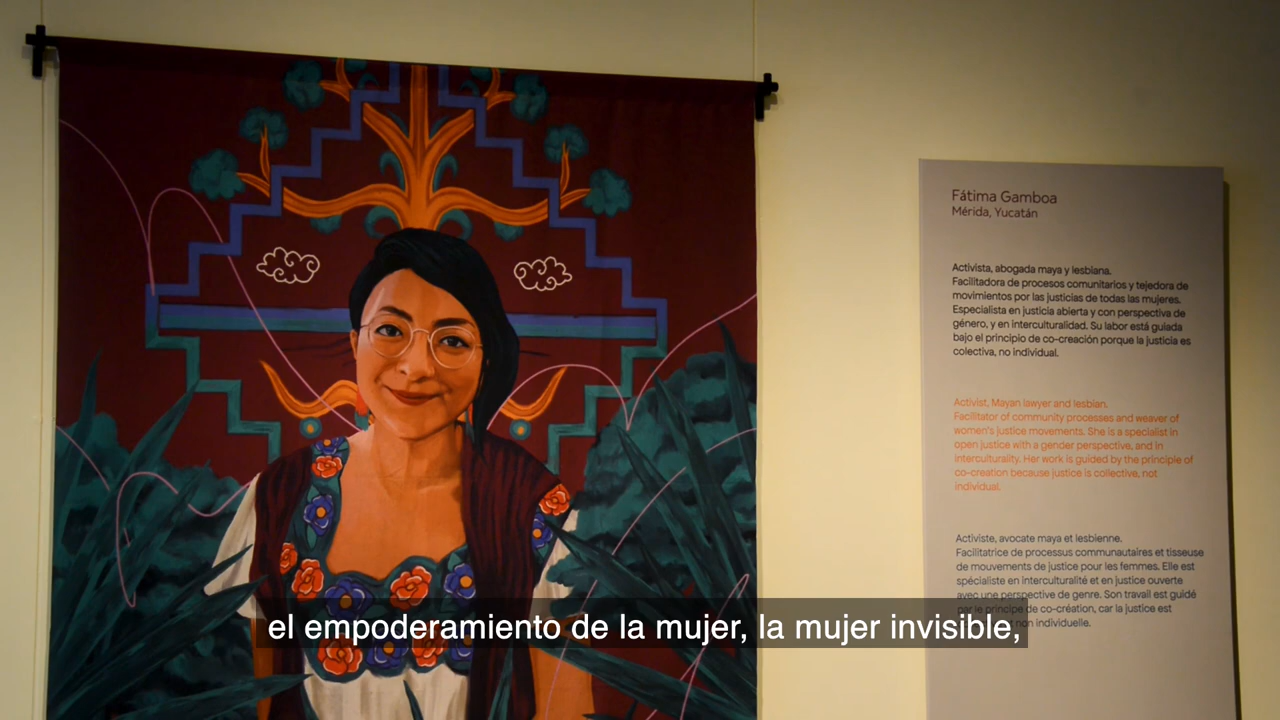 Fátima Gamboa
Mérida, Yucatán
Activista, abogada maya y lesbiana.
Facilitadora de procesos comunitarios y tejedora de
movimientos por las justicias de todas las mujeres.
Especialista en justicia abierta y con perspectiva de
género, y en interculturalidad. Su labor está guiada
bajo el principio de co-creación porque la justicia es
colectiva, no individual.
Activist, Mayan lawyer and lesbian.
Facilitator of community processes and weaver of
women's justice movements. She is a specialist in
open justice with a gender perspective, and in
interculturality. Her work is guided by the principle of
co-creation because justice is collective, not
individual.
Activiste, avocate maya et lesbienne.
Facilitatrice de processus communautaires et tisseuse
de mouvements de justice pour les femmes. Elle est
spécialiste en interculturalité et en justice ouverte
avec une perspective de genre. Son travail est guidé
par le principe de co-création, car la justice est
non individuelle.
el empoderamiento de la mujer, la mujer invisible,